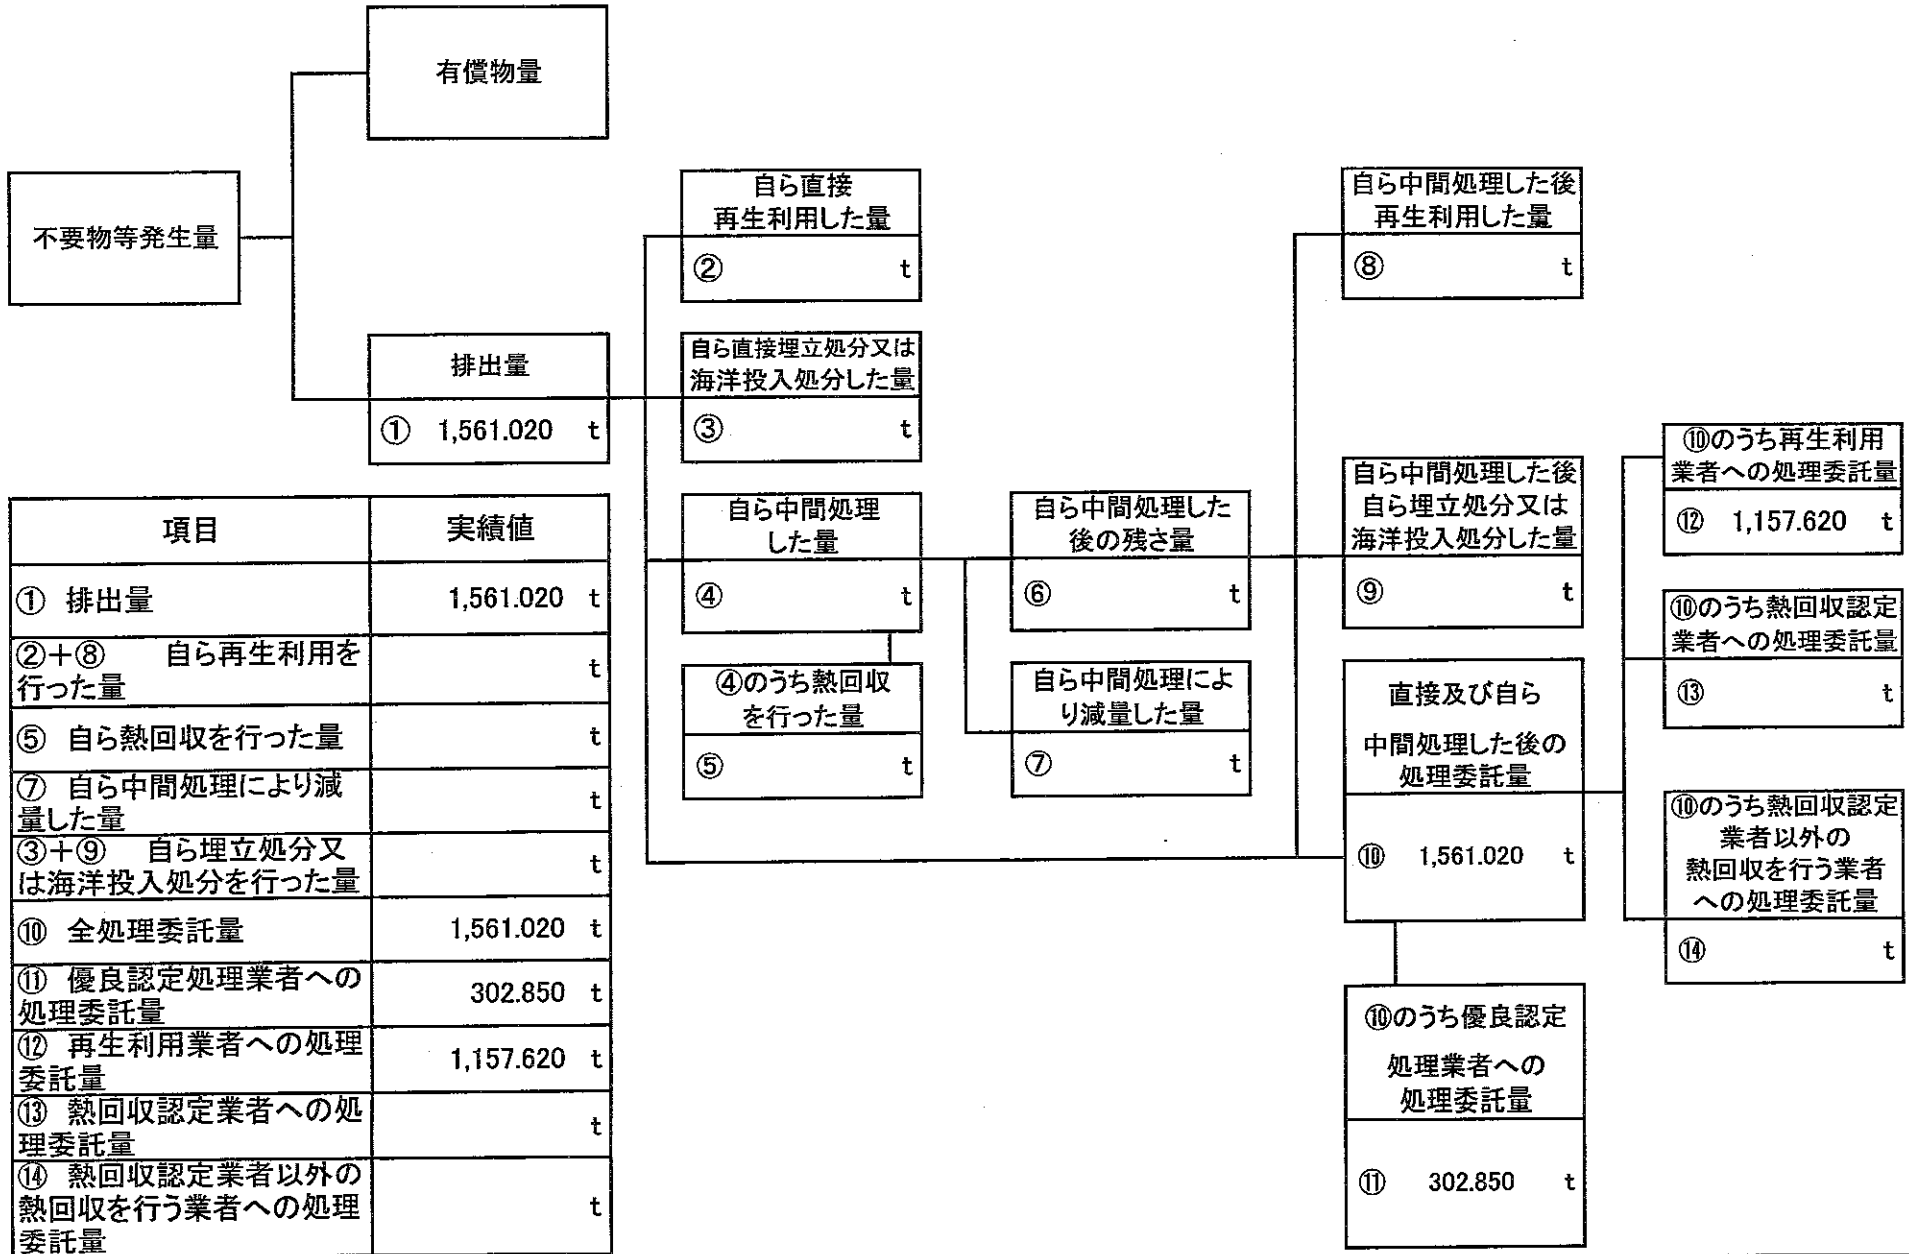 有償物量
不要物等発生量
排出量
① 1,561.020 t
自ら直接
再生利用した量
② t
自ら直接埋立処分又は
海洋投入処分した量
③ t
自ら中間処理
した量
④ t
④のうち熱回収
を行った量
⑤ t
自ら中間処理した
後の残さ量
⑥ t
自ら中間処理によ
り減量した量
⑦ t
自ら中間処理した後
再生利用した量
⑧ t
自ら中間処理した後
自ら埋立処分又は
海洋投入処分した量
⑨ t
直接及び自ら
中間処理した後の
処理委託量
⑩ 1,561.020 t
⑩のうち優良認定
処理業者への
処理委託量
⑪ 302.850 t
⑩のうち再生利用
業者への処理委託量
⑫ 1,157.620 t
⑩のうち熱回収認定
業者への処理委託量
⑬ t
⑩のうち熱回収認定
業者以外の
熱回収を行う業者
への処理委託量
⑭ t
項目 実績値
① 排出量 1,561.020 t
②+⑧ 自ら再生利用を
行った量 t
⑤ 自ら熱回収を行った量 t
⑦ 自ら中間処理により減
量した量 t
③+⑨ 自ら埋立処分又
は海洋投入処分を行った量 t
⑩ 全処理委託量 1,561.020 t
⑪ 優良認定処理業者への
処理委託量 302.850 t
⑫ 再生利用業者への処理
委託量 1,157.620 t
⑬ 熱回収認定業者への処
理委託量 t
⑭ 熱回収認定業者以外の
熱回収を行う業者への処理
委託量 t